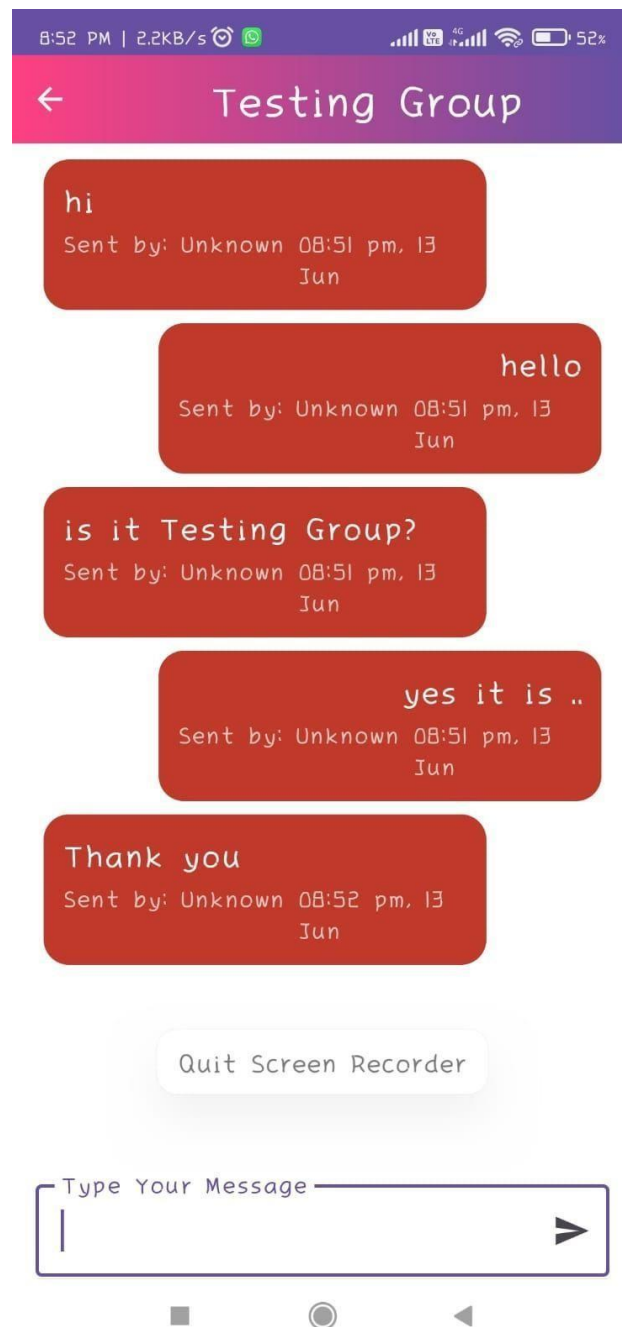 8:52 PM | 2.2KB/s Vo LTE 4G 52%
Testing Group
hi
Sent by: Unknown 08:51 pm, 13
Jun
hello
Sent by: Unknown 08:51 pm, 13
Jun
is it Testing Group?
Sent by: Unknown 08:51 pm, 13
Jun
yes it is ..
Sent by: Unknown 08:51 pm, 13
Jun
Thank you
Sent by: Unknown 08:52 pm, 13
Jun
Quit Screen Recorder
Type Your Message